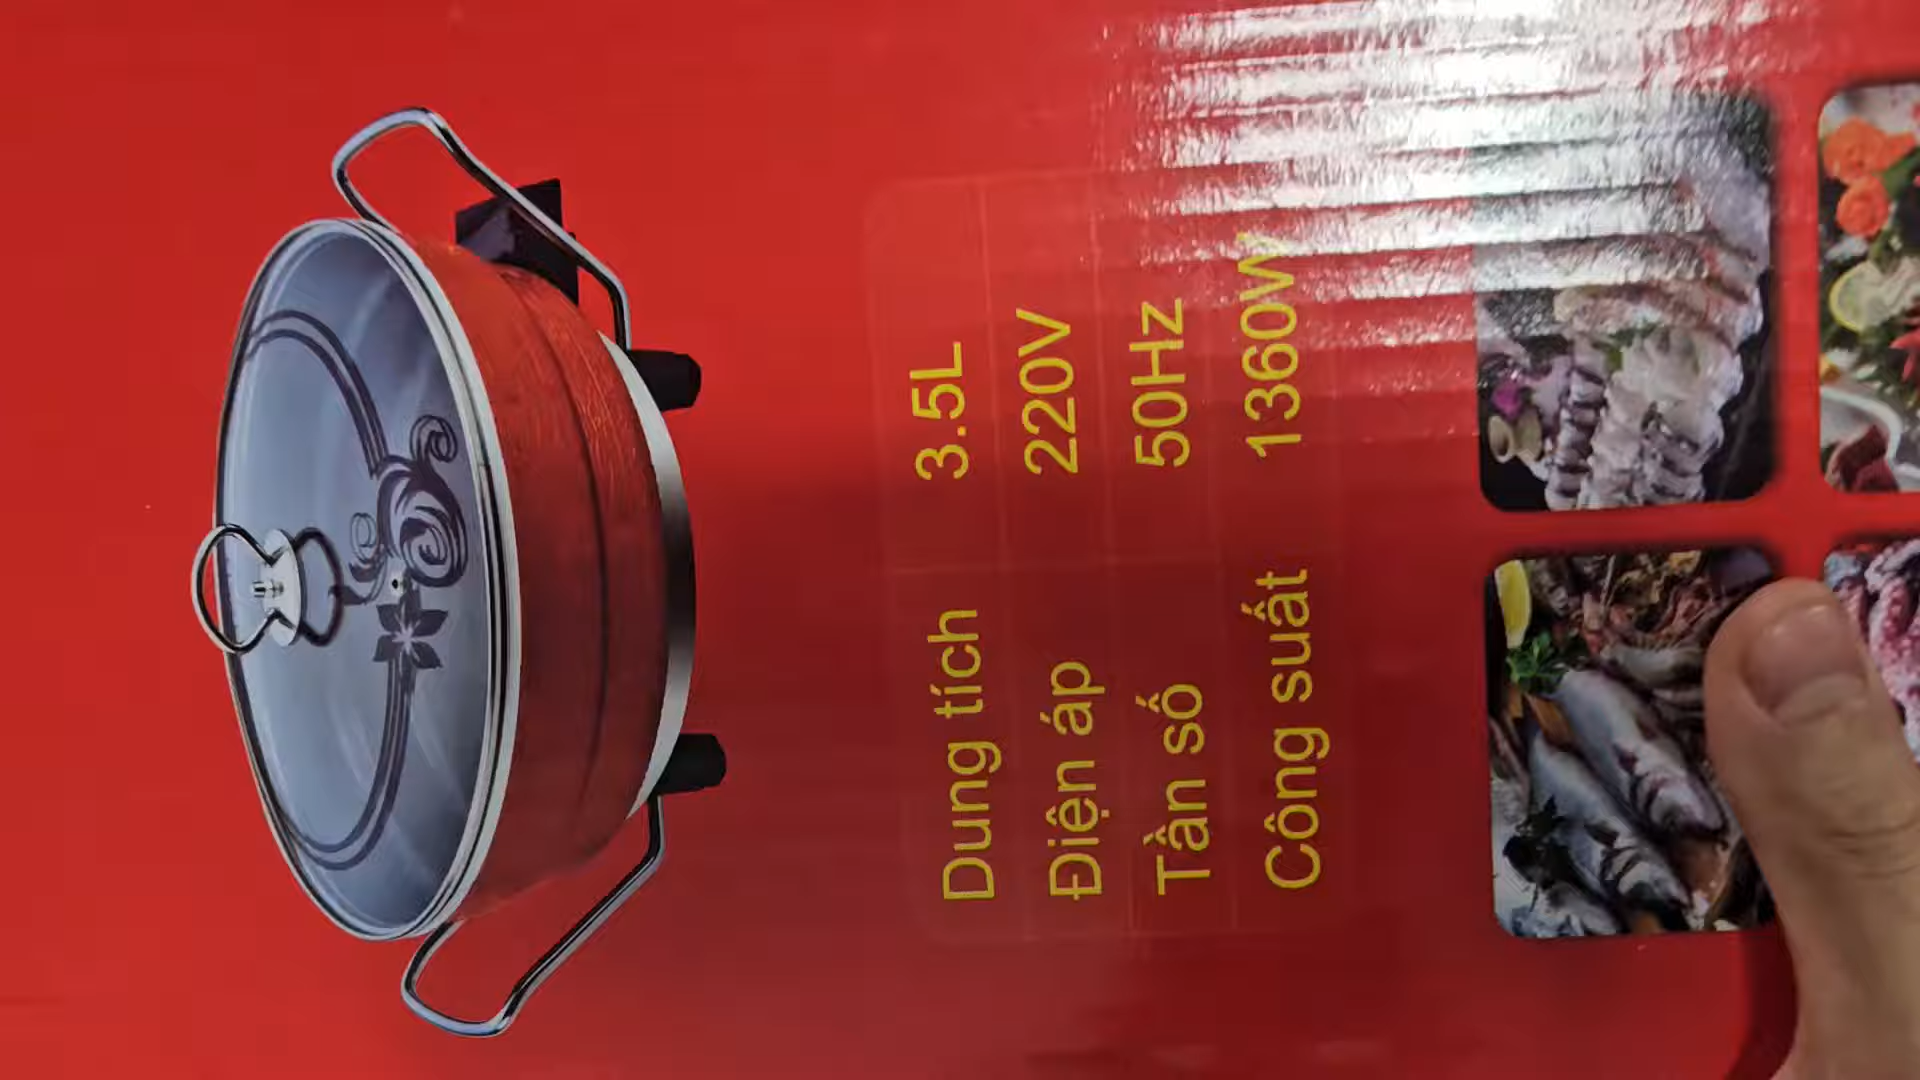 Dung tích 3.5L
Điện áp 220V
Tần số 50Hz
Công suất 1360W